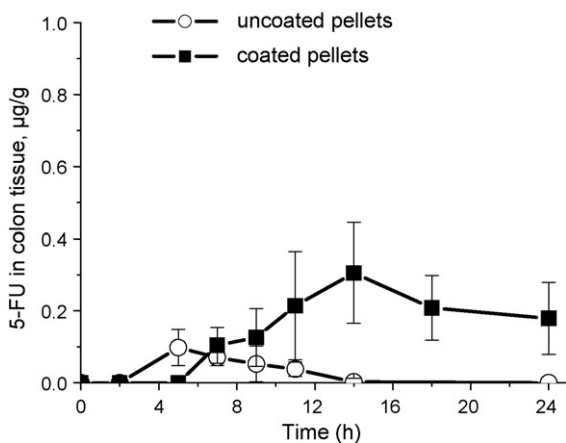 uncoated pellets
coated pellets
5-FU in colon tissue, µg/g
1.0
0.8
0.6
0.4
0.2
0.0
0 4 8 12 16 20 24
Time (h)